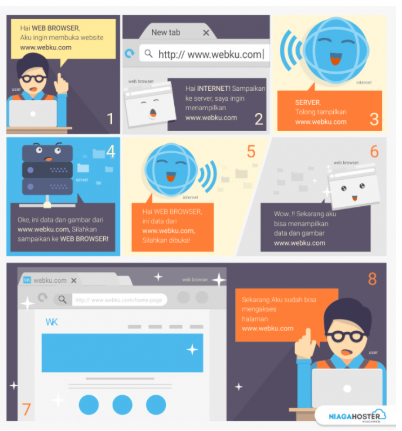 Hai WEB BROWSER,
Aku ingin membuka website
www.webku.com
user
1
New tab
http:// www.webku.com
web browser
Hai INTERNET! Sampaikan
ke server, saya ingin
menampilkan
www.webku.com
2
internet
SERVER,
Tolong tampilkan
www.webku.com
3
4
server
Oke, ini data dan gambar dari
www.webku.com, Silahkan
sampaikan ke WEB BROWSER!
5
internet
Hai WEB BROWSER,
ini data dari
www.webku.com,
Silahkan dibuka!
6
web browser
Wow..!! Sekarang aku
bisa menampilkan
data dan gambar
www.webku.com
webku.com
web browser
http://www.webku.com/home.page
WK
7
8
Sekarang Aku sudah bisa
mengakses
halaman
www.webku.com
user
NIAGAHOSTER